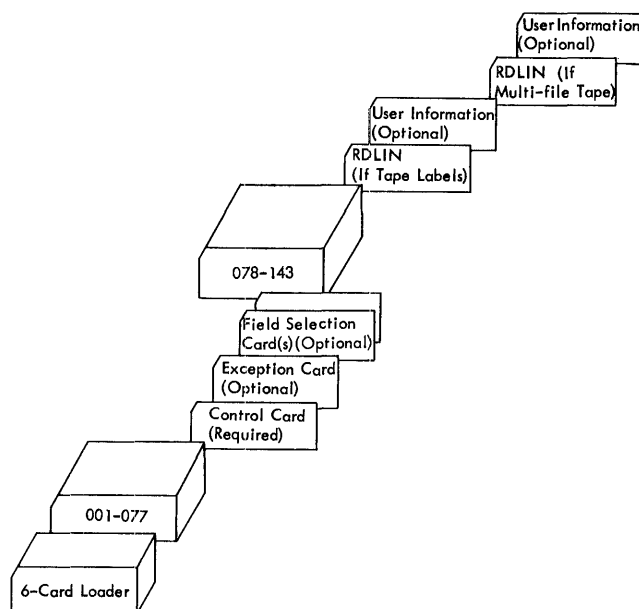 User Information
(Optional)
RDLIN (If
Multi-file Tape)
User Information
(Optional)
RDLIN
(If Tape Labels)
078-143
Field Selection
Card(s)(Optional)
Exception Card
(Optional)
Control Card
(Required)
001-077
6-Card Loader